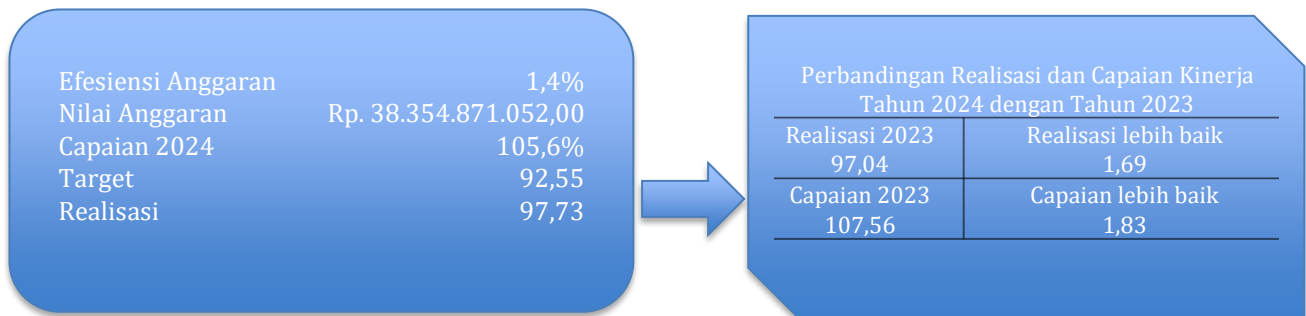 Efesiensi Anggaran 1,4%
Nilai Anggaran Rp. 38.354.871.052,00
Capaian 2024 105,6%
Target 92,55
Realisasi 97,73
Perbandingan Realisasi dan Capaian Kinerja
Tahun 2024 dengan Tahun 2023
Realisasi 2023 Realisasi lebih baik
97,04 1,69
Capaian 2023 Capaian lebih baik
107,56 1,83